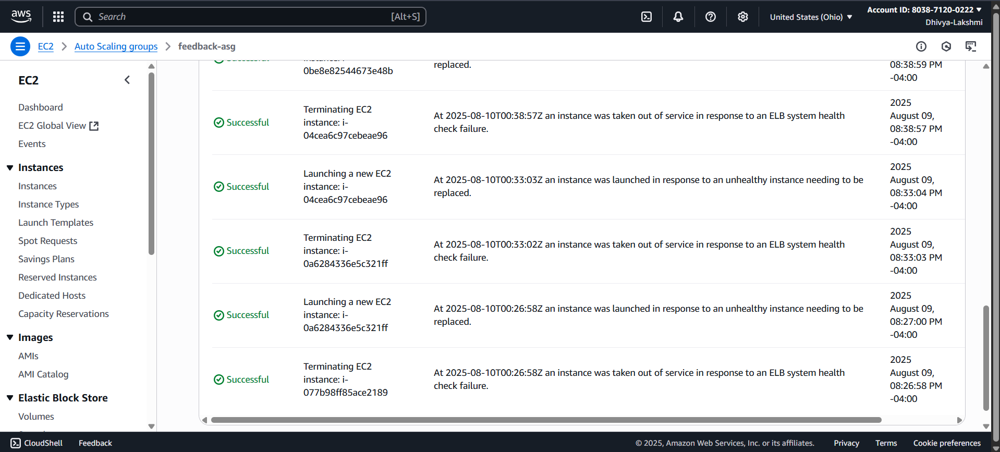 aws
Search
[Alt+S]
United States (Ohio)
Account ID: 8038-7120-0222
Dhivya-Lakshmi
EC2
Auto Scaling groups
feedback-asg
EC2
Dashboard
EC2 Global View
Events
Instances
Instances
Instance Types
Launch Templates
Spot Requests
Savings Plans
Reserved Instances
Dedicated Hosts
Capacity Reservations
Images
AMIs
AMI Catalog
Elastic Block Store
Volumes
0be8e82544673e48b
replaced.
08:38:59 PM
-04:00
Successful
Terminating EC2
instance: i-
04cea6c97cebeae96
At 2025-08-10T00:38:57Z an instance was taken out of service in response to an ELB system health
check failure.
2025
August 09,
08:38:57 PM
-04:00
Successful
Launching a new EC2
instance: i-
04cea6c97cebeae96
At 2025-08-10T00:33:03Z an instance was launched in response to an unhealthy instance needing to be
replaced.
2025
August 09,
08:33:04 PM
-04:00
Successful
Terminating EC2
instance: i-
0a6284336e5c321ff
At 2025-08-10T00:33:02Z an instance was taken out of service in response to an ELB system health
check failure.
2025
August 09,
08:33:03 PM
-04:00
Successful
Launching a new EC2
instance: i-
0a6284336e5c321ff
At 2025-08-10T00:26:58Z an instance was launched in response to an unhealthy instance needing to be
replaced.
2025
August 09,
08:27:00 PM
-04:00
Successful
Terminating EC2
instance: i-
077b98ff85ace2189
At 2025-08-10T00:26:58Z an instance was taken out of service in response to an ELB system health
check failure.
2025
August 09,
08:26:58 PM
-04:00
CloudShell
Feedback
© 2025, Amazon Web Services, Inc. or its affiliates.
Privacy
Terms
Cookie preferences